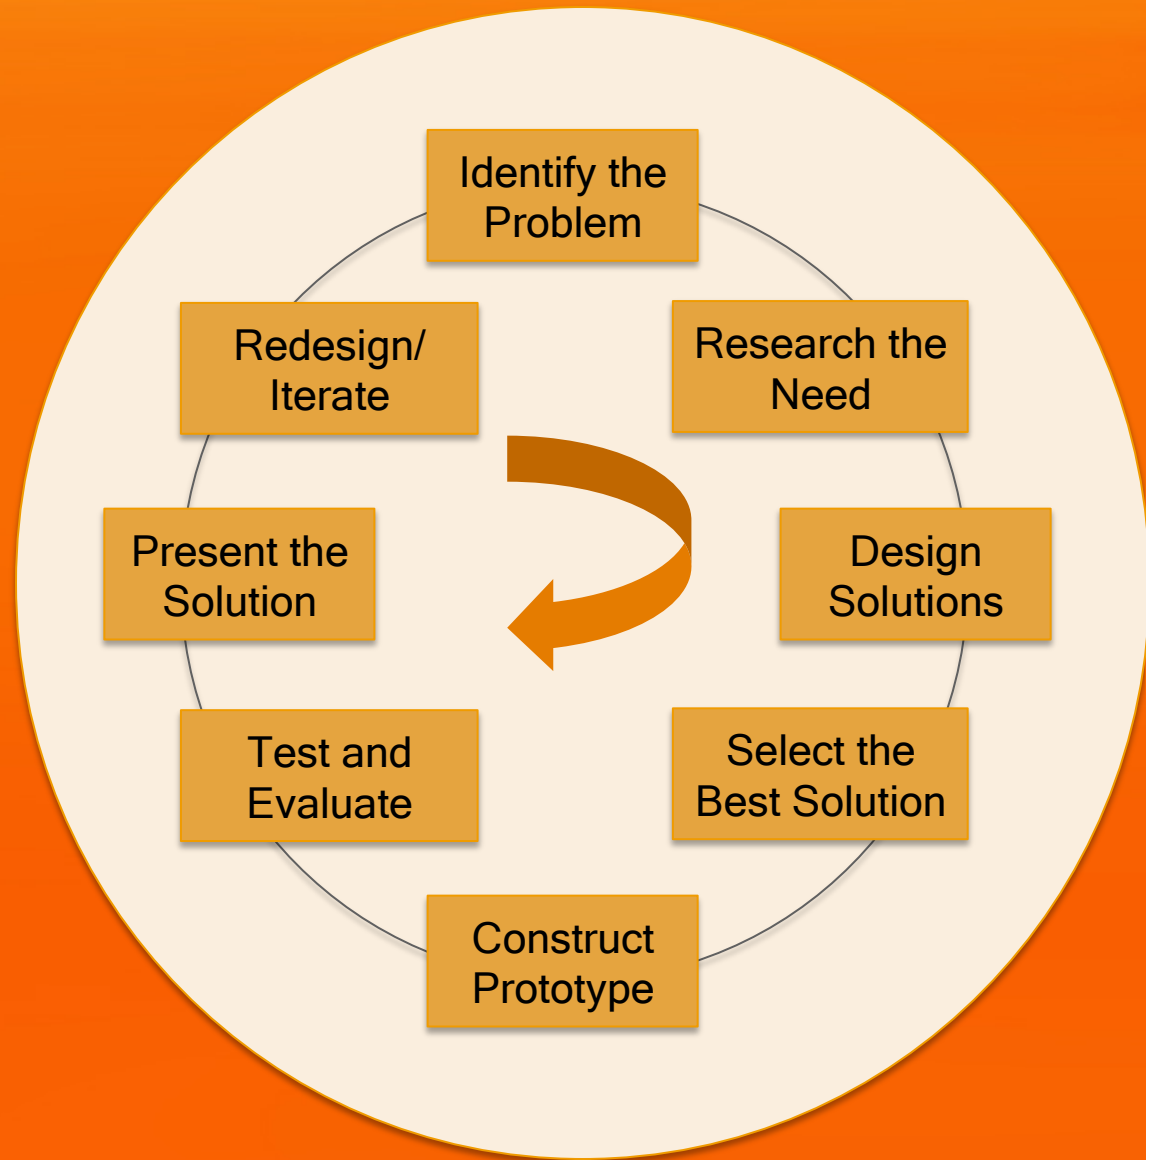 Identify the
Problem
Research the
Need
Design
Solutions
Select the
Best Solution
Construct
Prototype
Test and
Evaluate
Present the
Solution
Redesign/
Iterate